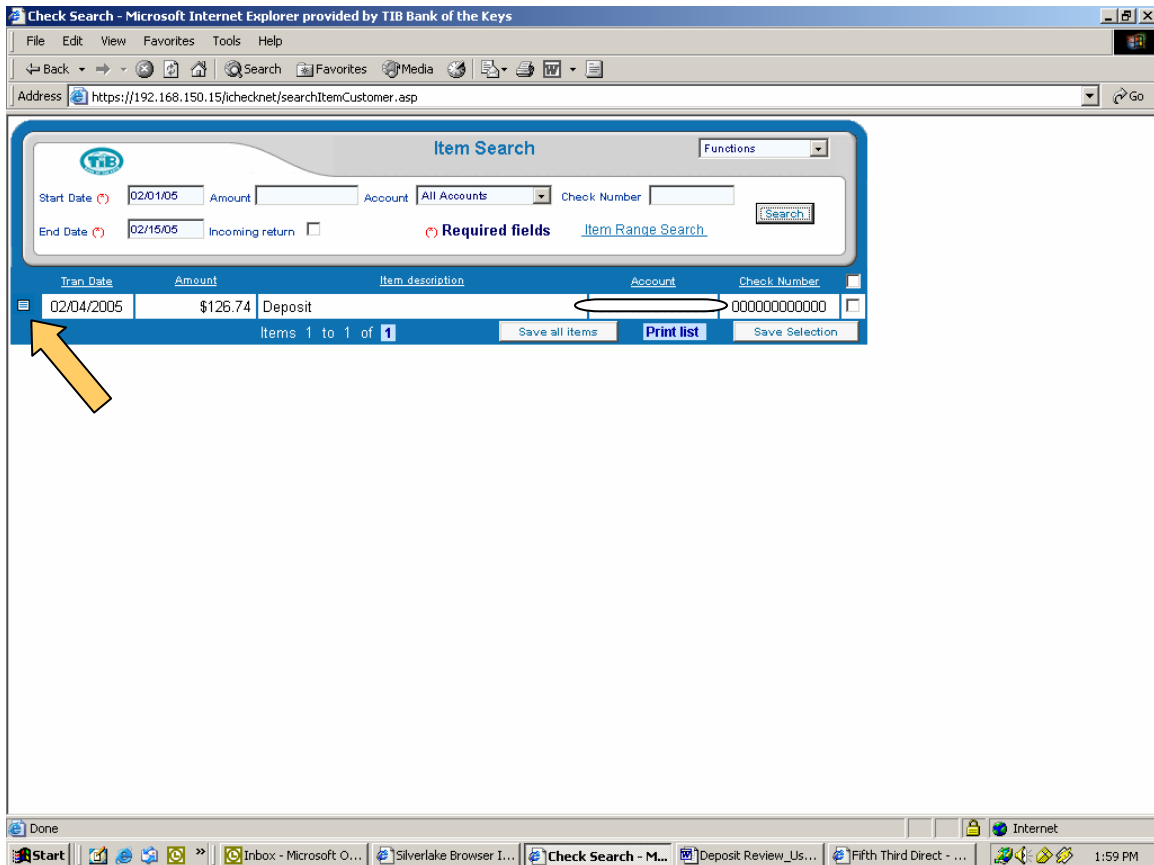 Check Search - Microsoft Internet Explorer provided by TIB Bank of the Keys
File Edit View Favorites Tools Help
Back Search Favorites Media
Address https://192.168.150.15/ichecknet/searchItemCustomer.asp Go
TIB Item Search Functions
Start Date (*) 02/01/05 Amount Account All Accounts Check Number
Search
End Date (*) 02/15/05 Incoming return (*) Required fields Item Range Search
Tran Date Amount Item description Account Check Number
02/04/2005 $126.74 Deposit 000000000000
Items 1 to 1 of 1 Save all items Print list Save Selection
Done Internet
Start » Inbox - Microsoft O... Silverlake Browser I... Check Search - M... Deposit Review_Us... Fifth Third Direct - ... 1:59 PM